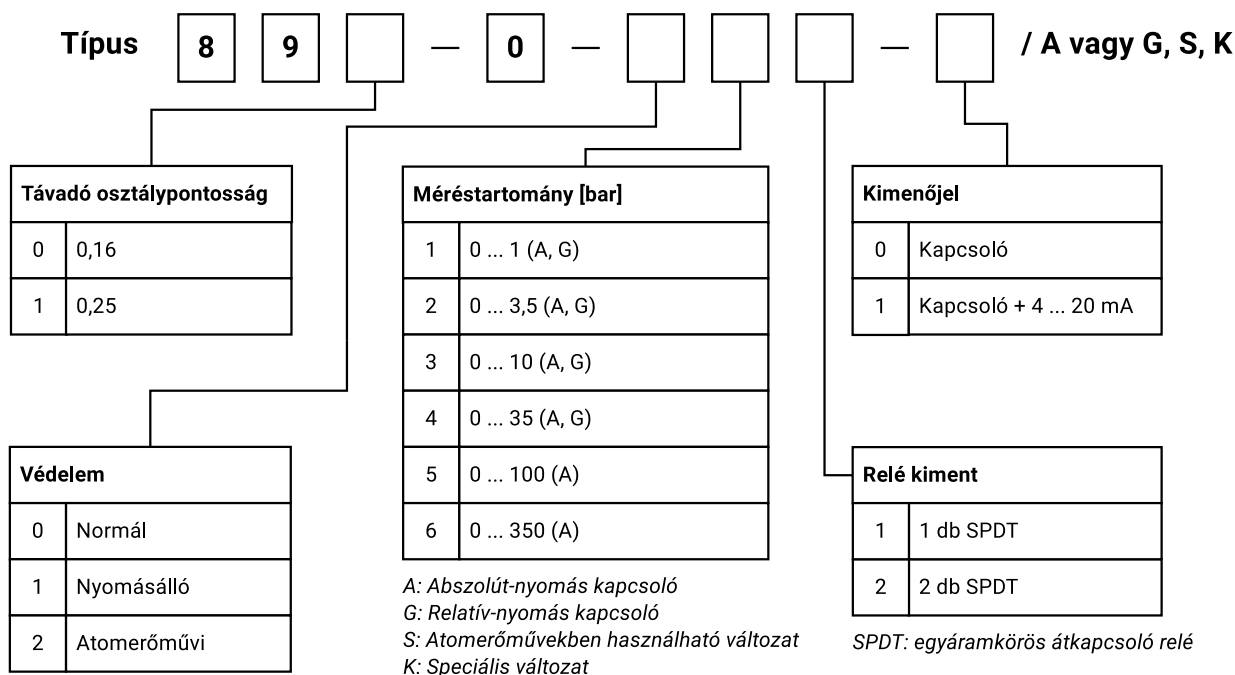 Típus 8 9 — 0 — — / A vagy G, S, K
Távadó osztálypontosság
0 0,16
1 0,25
Védelem
0 Normál
1 Nyomásálló
2 Atomerőművi
Méréstartomány [bar]
1 0 ... 1 (A, G)
2 0 ... 3,5 (A, G)
3 0 ... 10 (A, G)
4 0 ... 35 (A, G)
5 0 ... 100 (A)
6 0 ... 350 (A)
A: Abszolút-nyomás kapcsoló
G: Relatív-nyomás kapcsoló
S: Atomerőművekben használható változat
K: Speciális változat
Kimenőjel
0 Kapcsoló
1 Kapcsoló + 4 ... 20 mA
Relé kiment
1 1 db SPDT
2 2 db SPDT
SPDT: egyáramkörös átkapcsoló relé